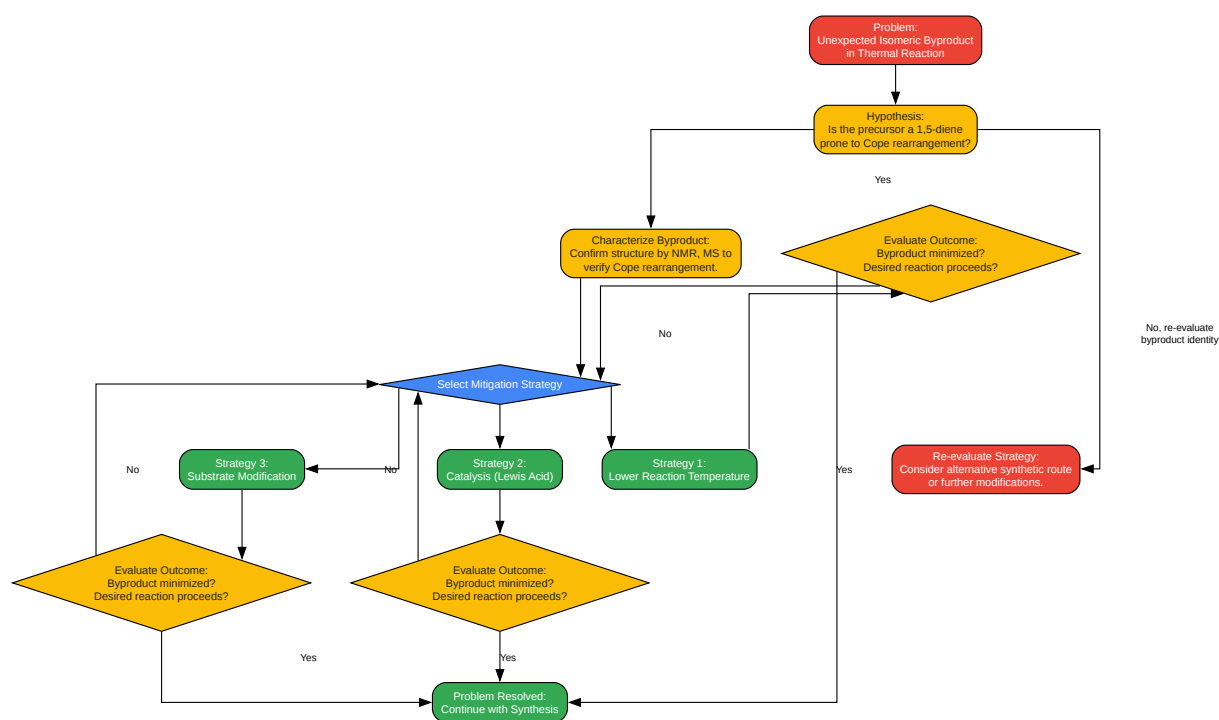 Problem:
Unexpected Isomeric Byproduct
in Thermal Reaction
Hypothesis:
Is the precursor a 1,5-diene
prone to Cope rearrangement?
Yes
Characterize Byproduct:
Confirm structure by NMR, MS to
verify Cope rearrangement.
Evaluate Outcome:
Byproduct minimized?
Desired reaction proceeds?
No
No, re-evaluate
byproduct identity
Select Mitigation Strategy
No
Strategy 3:
Substrate Modification
No
Strategy 2:
Catalysis (Lewis Acid)
Strategy 1:
Lower Reaction Temperature
Yes
Re-evaluate Strategy:
Consider alternative synthetic route
or further modifications.
Evaluate Outcome:
Byproduct minimized?
Desired reaction proceeds?
Evaluate Outcome:
Byproduct minimized?
Desired reaction proceeds?
Yes
Yes
Problem Resolved:
Continue with Synthesis